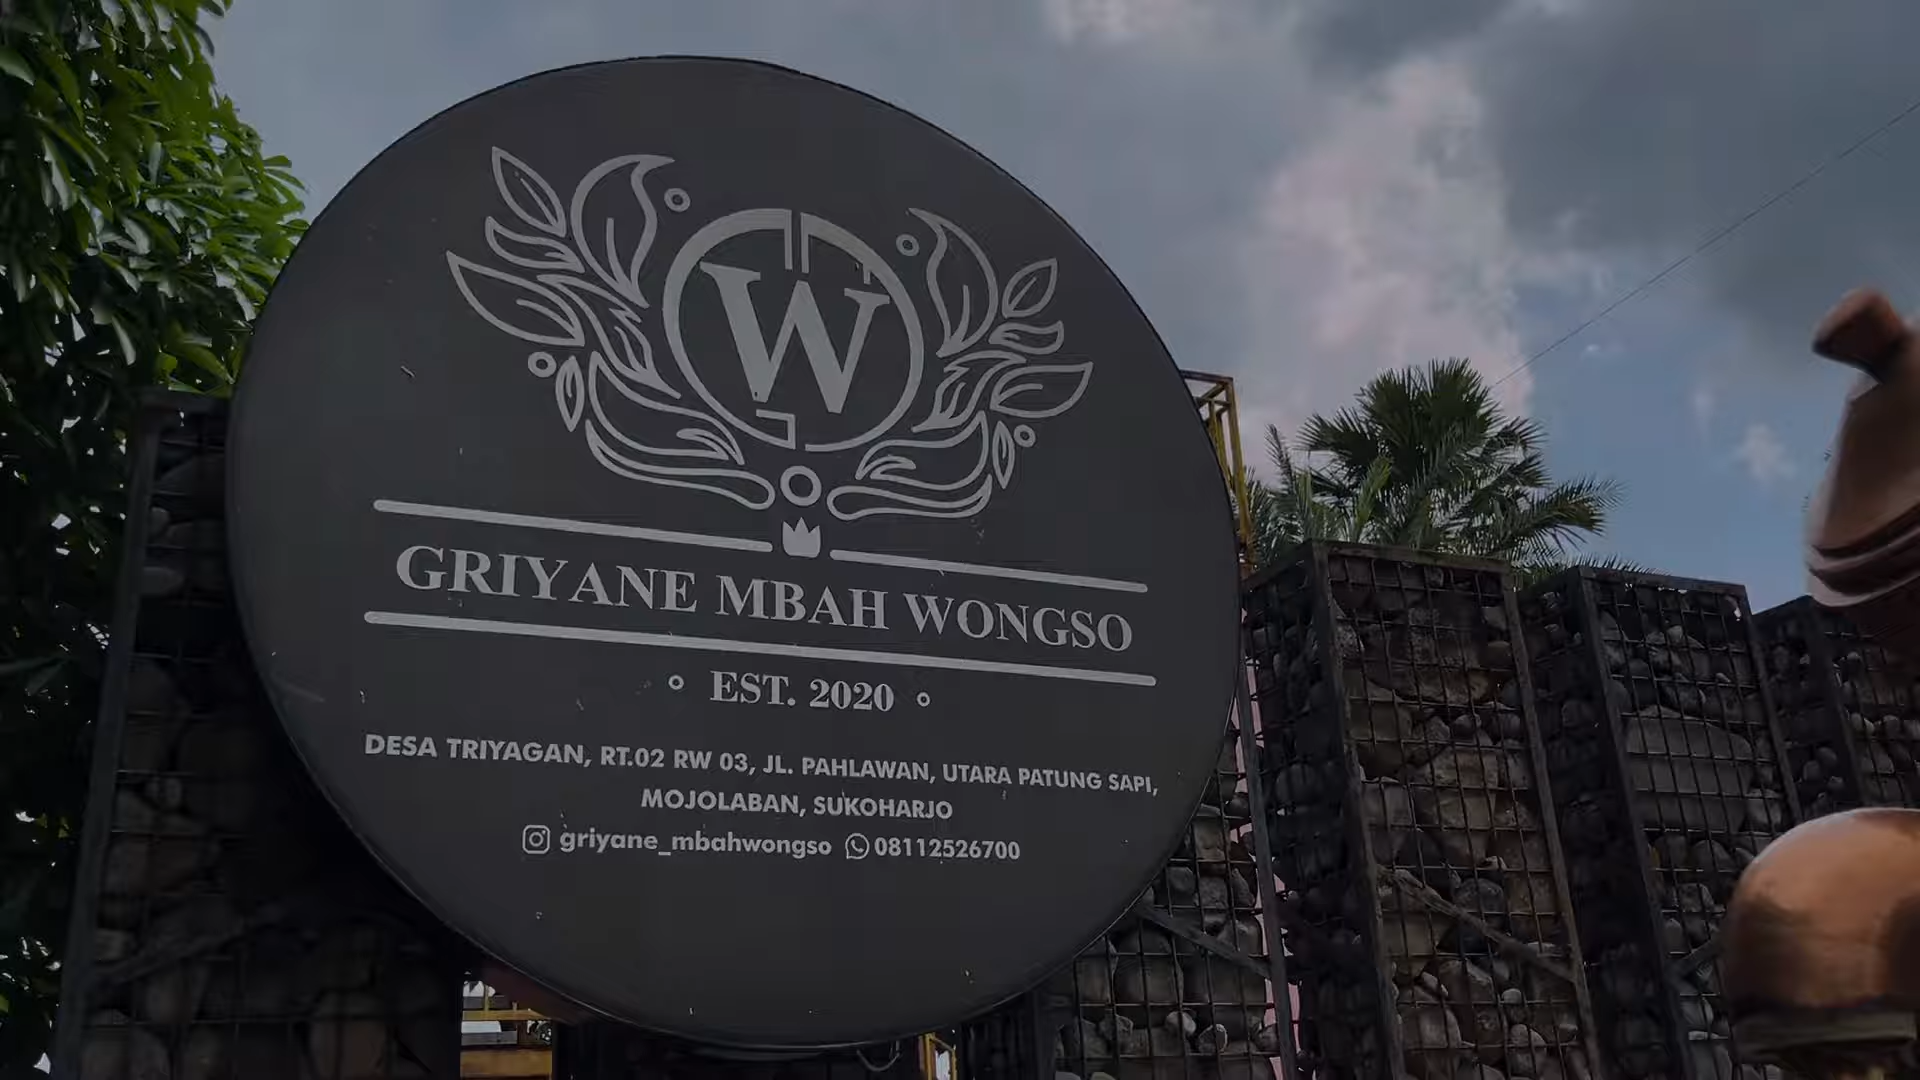 W
GRIYANE MBAH WONGSO
EST. 2020
DESA TRIYAGAN, RT.02 RW 03, JL. PAHLAWAN, UTARA PATUNG SAPI,
MOJOLABAN, SUKOHARJO
griyane_mbahwongso 08112526700